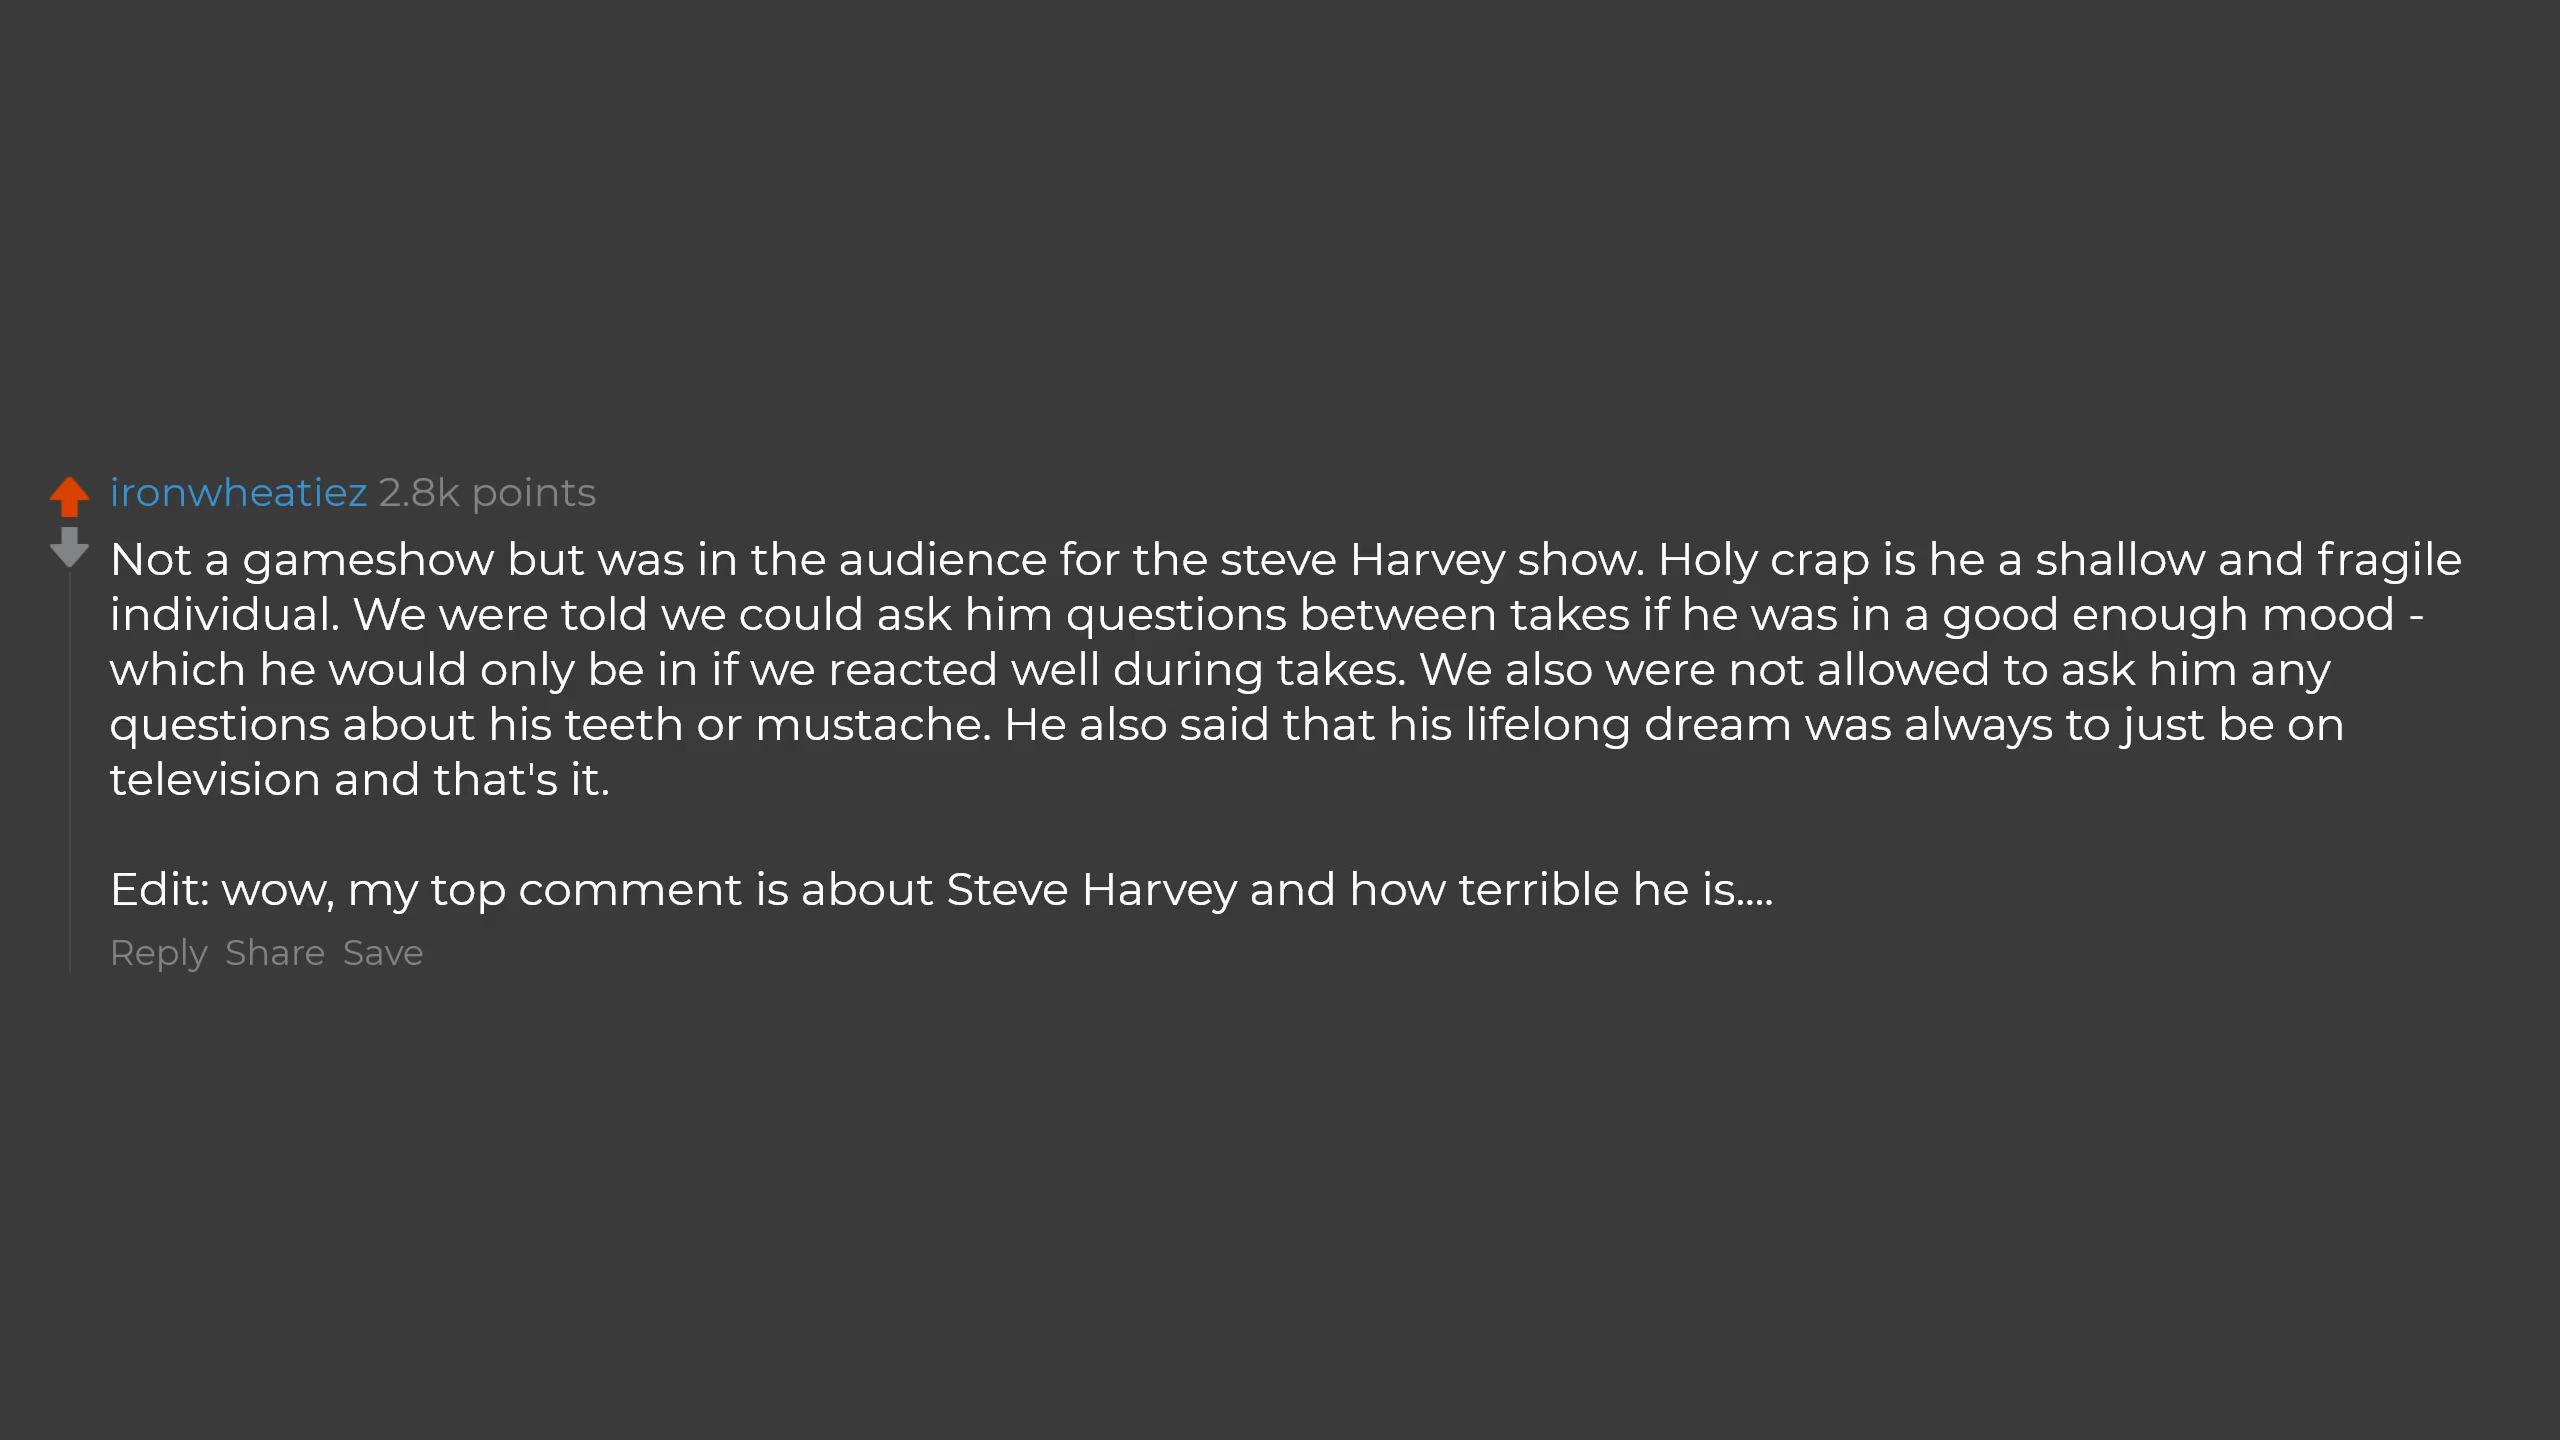 ironwheatiez 2.8k points
Not a gameshow but was in the audience for the steve Harvey show. Holy crap is he a shallow and fragile
individual. We were told we could ask him questions between takes if he was in a good enough mood -
which he would only be in if we reacted well during takes. We also were not allowed to ask him any
questions about his teeth or mustache. He also said that his lifelong dream was always to just be on
television and that's it.
Edit: wow, my top comment is about Steve Harvey and how terrible he is....
Reply Share Save